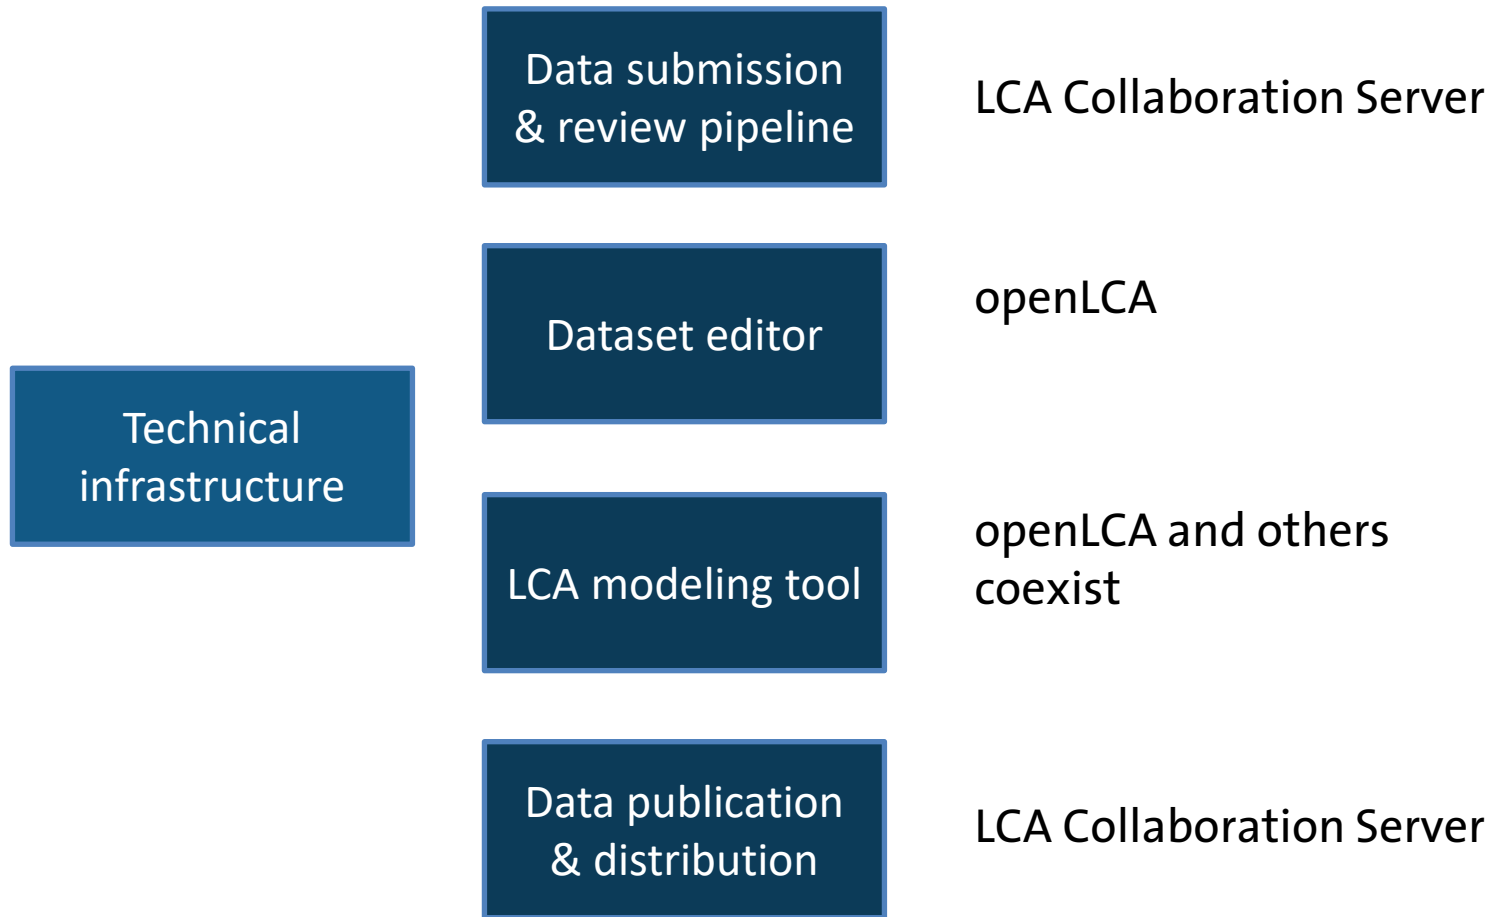 Technical
infrastructure
Data submission
& review pipeline
LCA Collaboration Server
Dataset editor
openLCA
LCA modeling tool
openLCA and others
coexist
Data publication
& distribution
LCA Collaboration Server